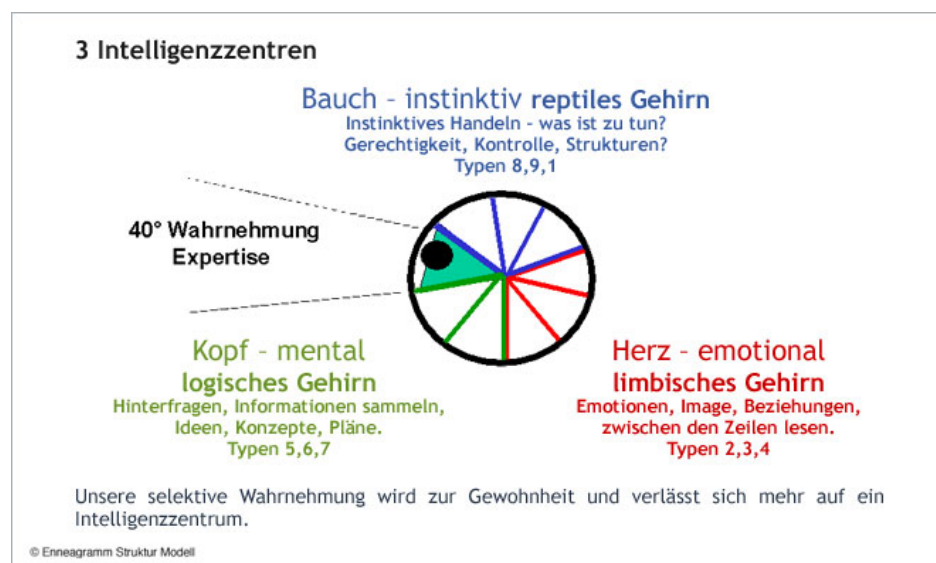 3 Intelligenzzentren
Bauch – instinktiv reptiles Gehirn
Instinktives Handeln - was ist zu tun?
Gerechtigkeit, Kontrolle, Strukturen?
Typen 8,9,1
40° Wahrnehmung
Expertise
Kopf – mental
logisches Gehirn
Hinterfragen, Informationen sammeln,
Ideen, Konzepte, Pläne.
Typen 5,6,7
Herz – emotional
limbisches Gehirn
Emotionen, Image, Beziehungen,
zwischen den Zeilen lesen.
Typen 2,3,4
Unsere selektive Wahrnehmung wird zur Gewohnheit und verlässt sich mehr auf ein
Intelligenzzentrum.
© Enneagramm Struktur Modell